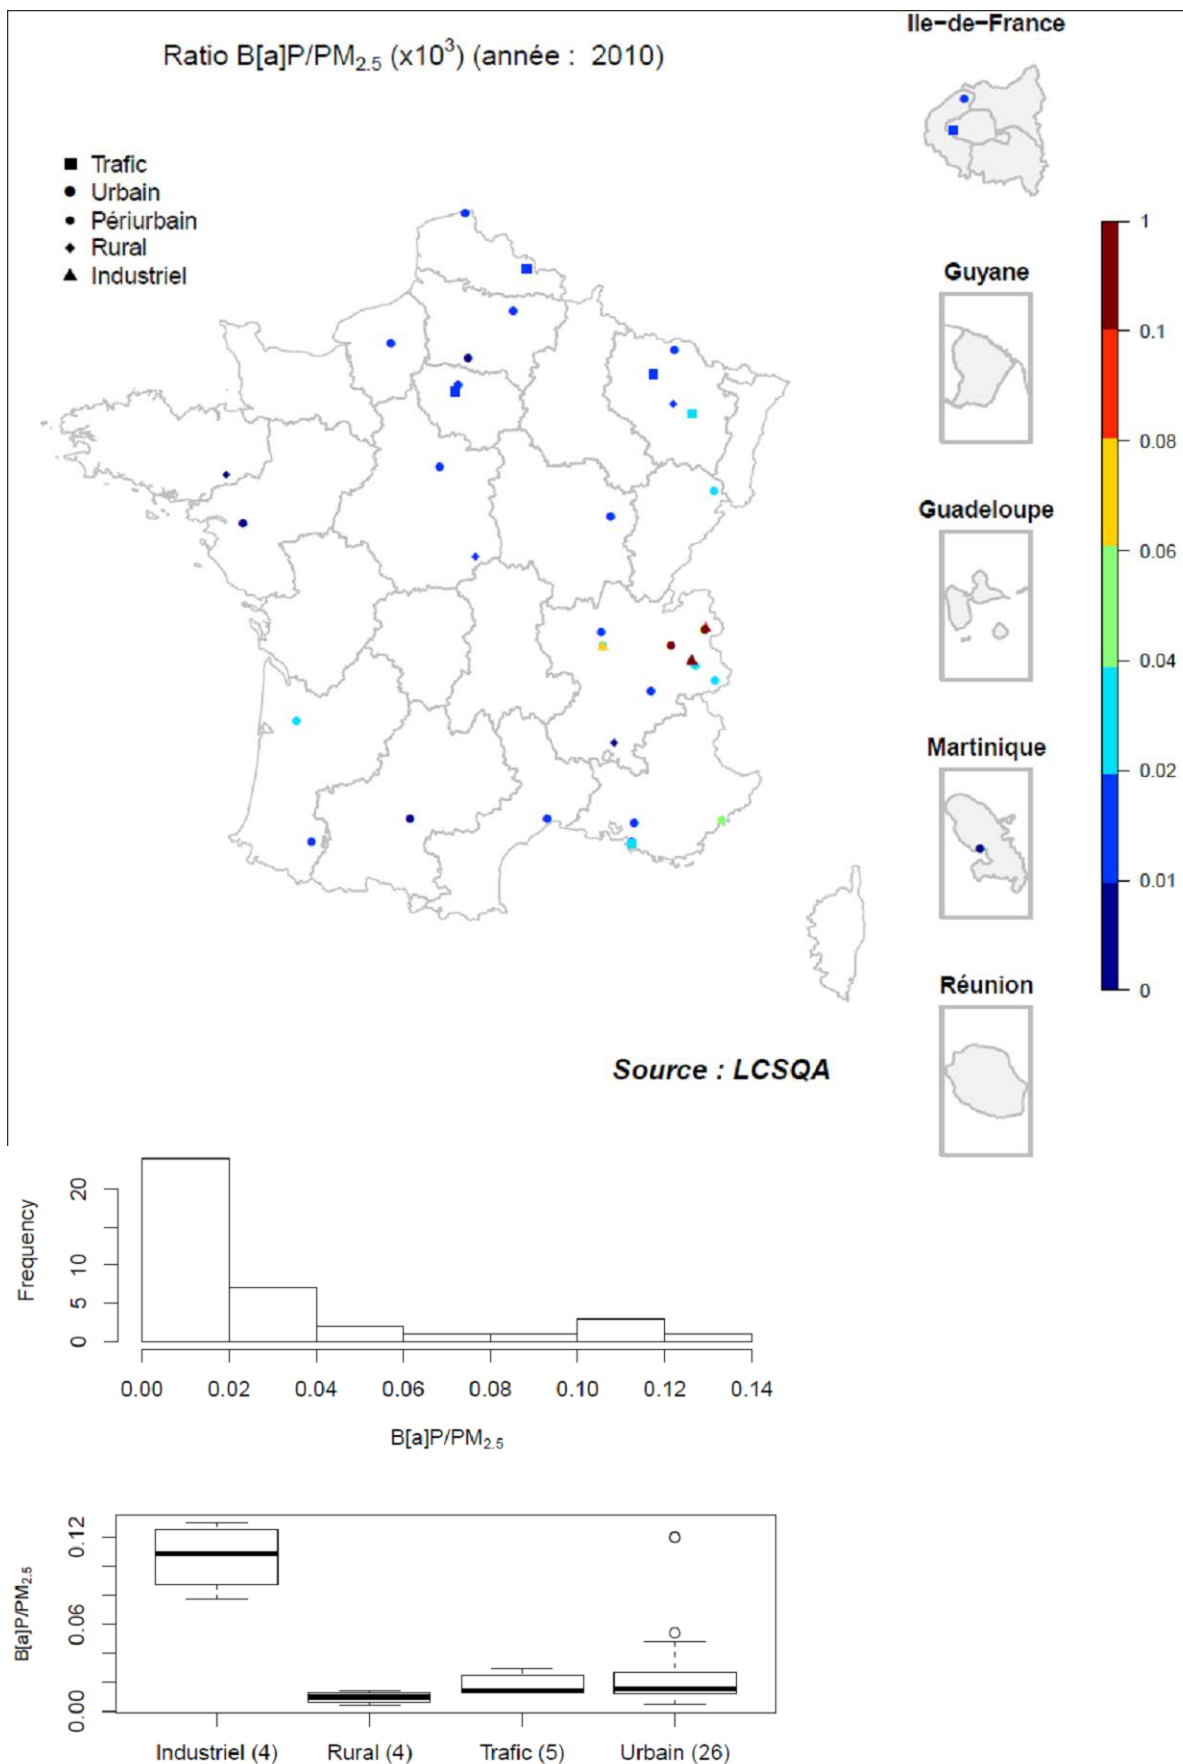 Ratio B[a]P/PM2.5 (x10³) (année : 2010)
Ile−de−France
Trafic
Urbain
Périurbain
Rural
Industriel
Guyane
Guadeloupe
Martinique
Réunion
1
0.1
0.08
0.06
0.04
0.02
0.01
0
Source : LCSQA
Frequency
20
10
5
0
0.00 0.02 0.04 0.06 0.08 0.10 0.12 0.14
B[a]P/PM2.5
B[a]P/PM2.5
0.12
0.06
0.00
Industriel (4) Rural (4) Trafic (5) Urbain (26)